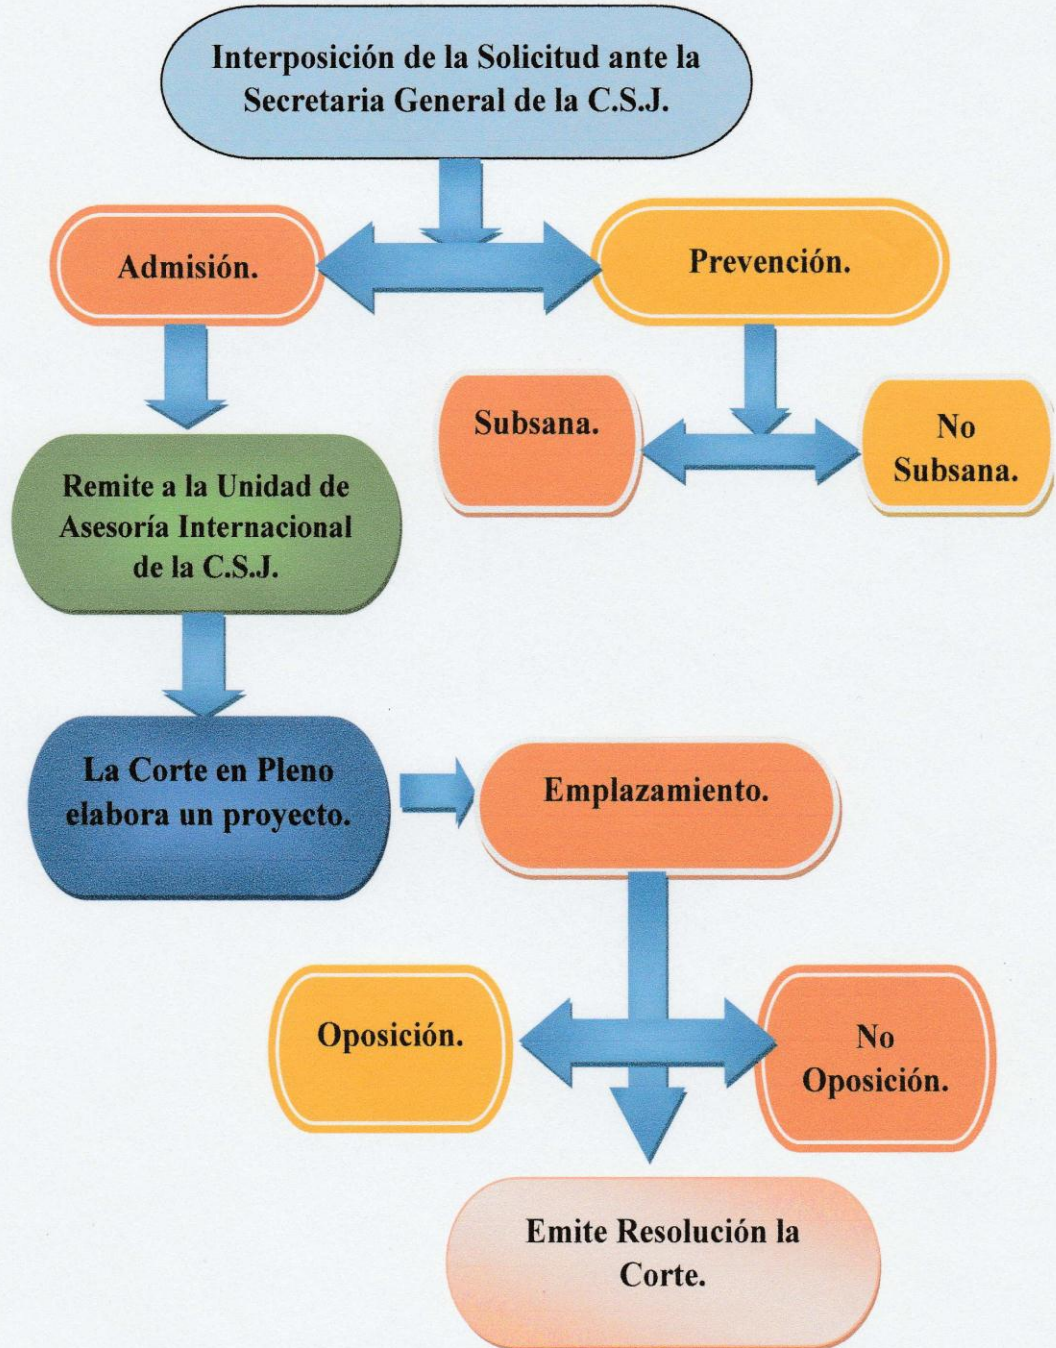 Interposición de la Solicitud ante la
Secretaria General de la C.S.J.
Admisión.
Prevención.
Subsana.
No
Subsana.
Remite a la Unidad de
Asesoría Internacional
de la C.S.J.
La Corte en Pleno
elabora un proyecto.
Emplazamiento.
Oposición.
No
Oposición.
Emite Resolución la
Corte.